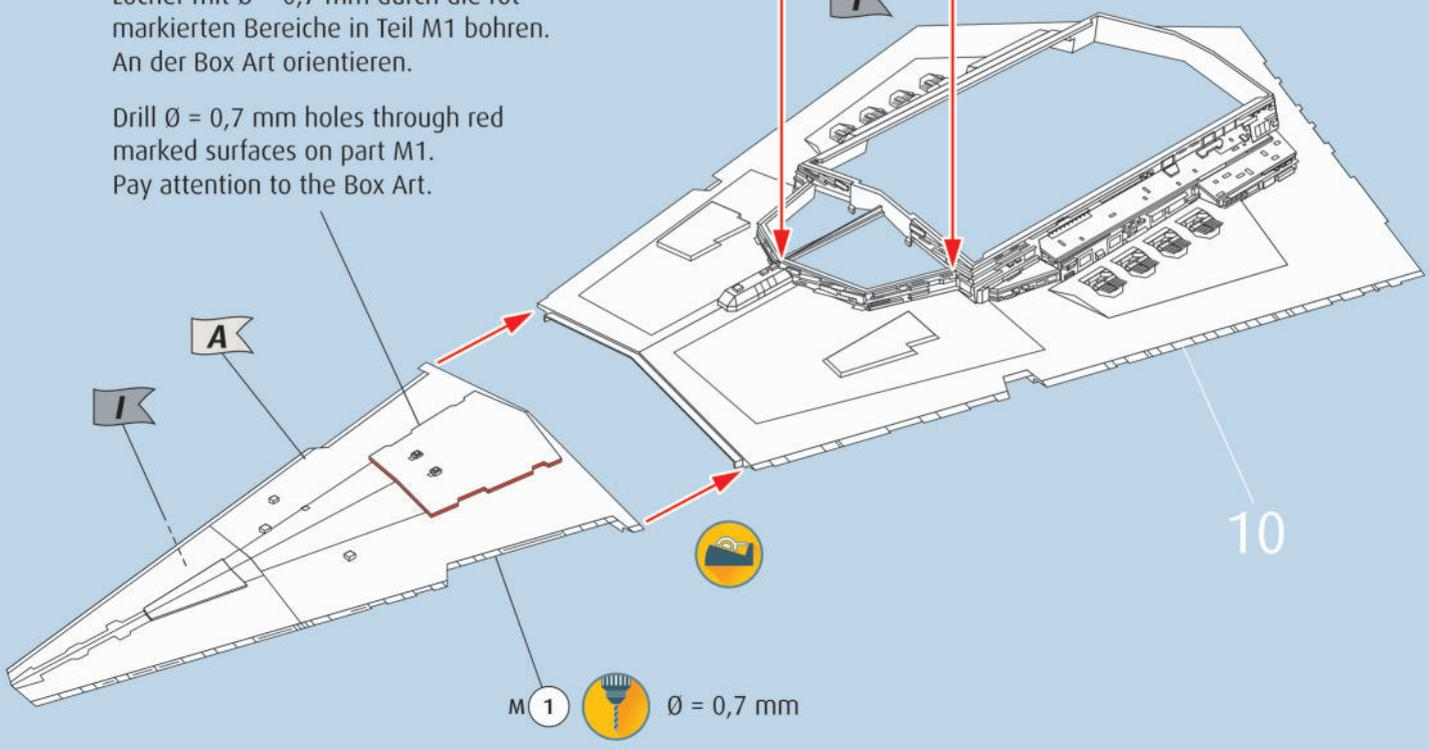 markierten Bereiche in Teil M1 bohren.
An der Box Art orientieren.
Drill Ø = 0,7 mm holes through red
marked surfaces on part M1.
Pay attention to the Box Art.
A
I
10
M 1 Ø = 0,7 mm